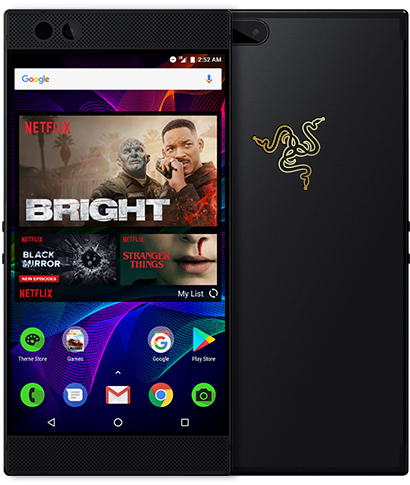 2:52 AM
Google
NETFLIX
BRIGHT
NETFLIX
BLACK MIRROR
NEW EPISODES
NETFLIX
STRANGER THINGS
NETFLIX
My List
Theme Store
Games
Google
Play Store